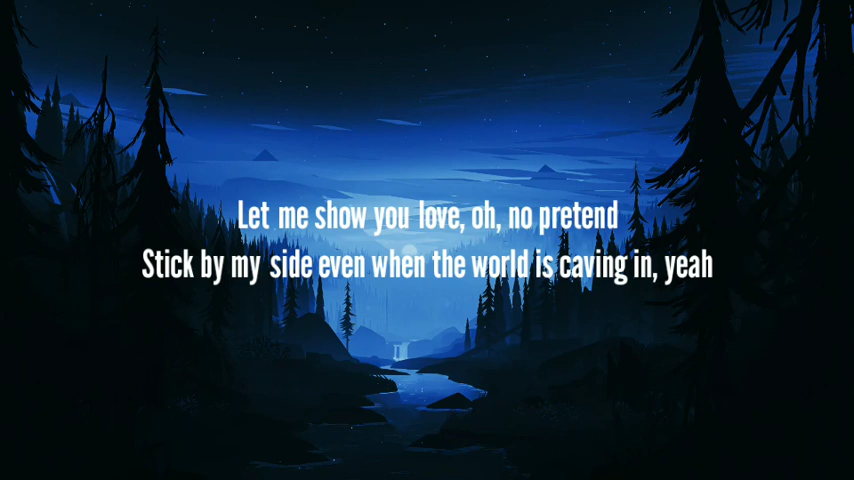 Let me show you love, oh, no pretend
Stick by my side even when the world is caving in, yeah